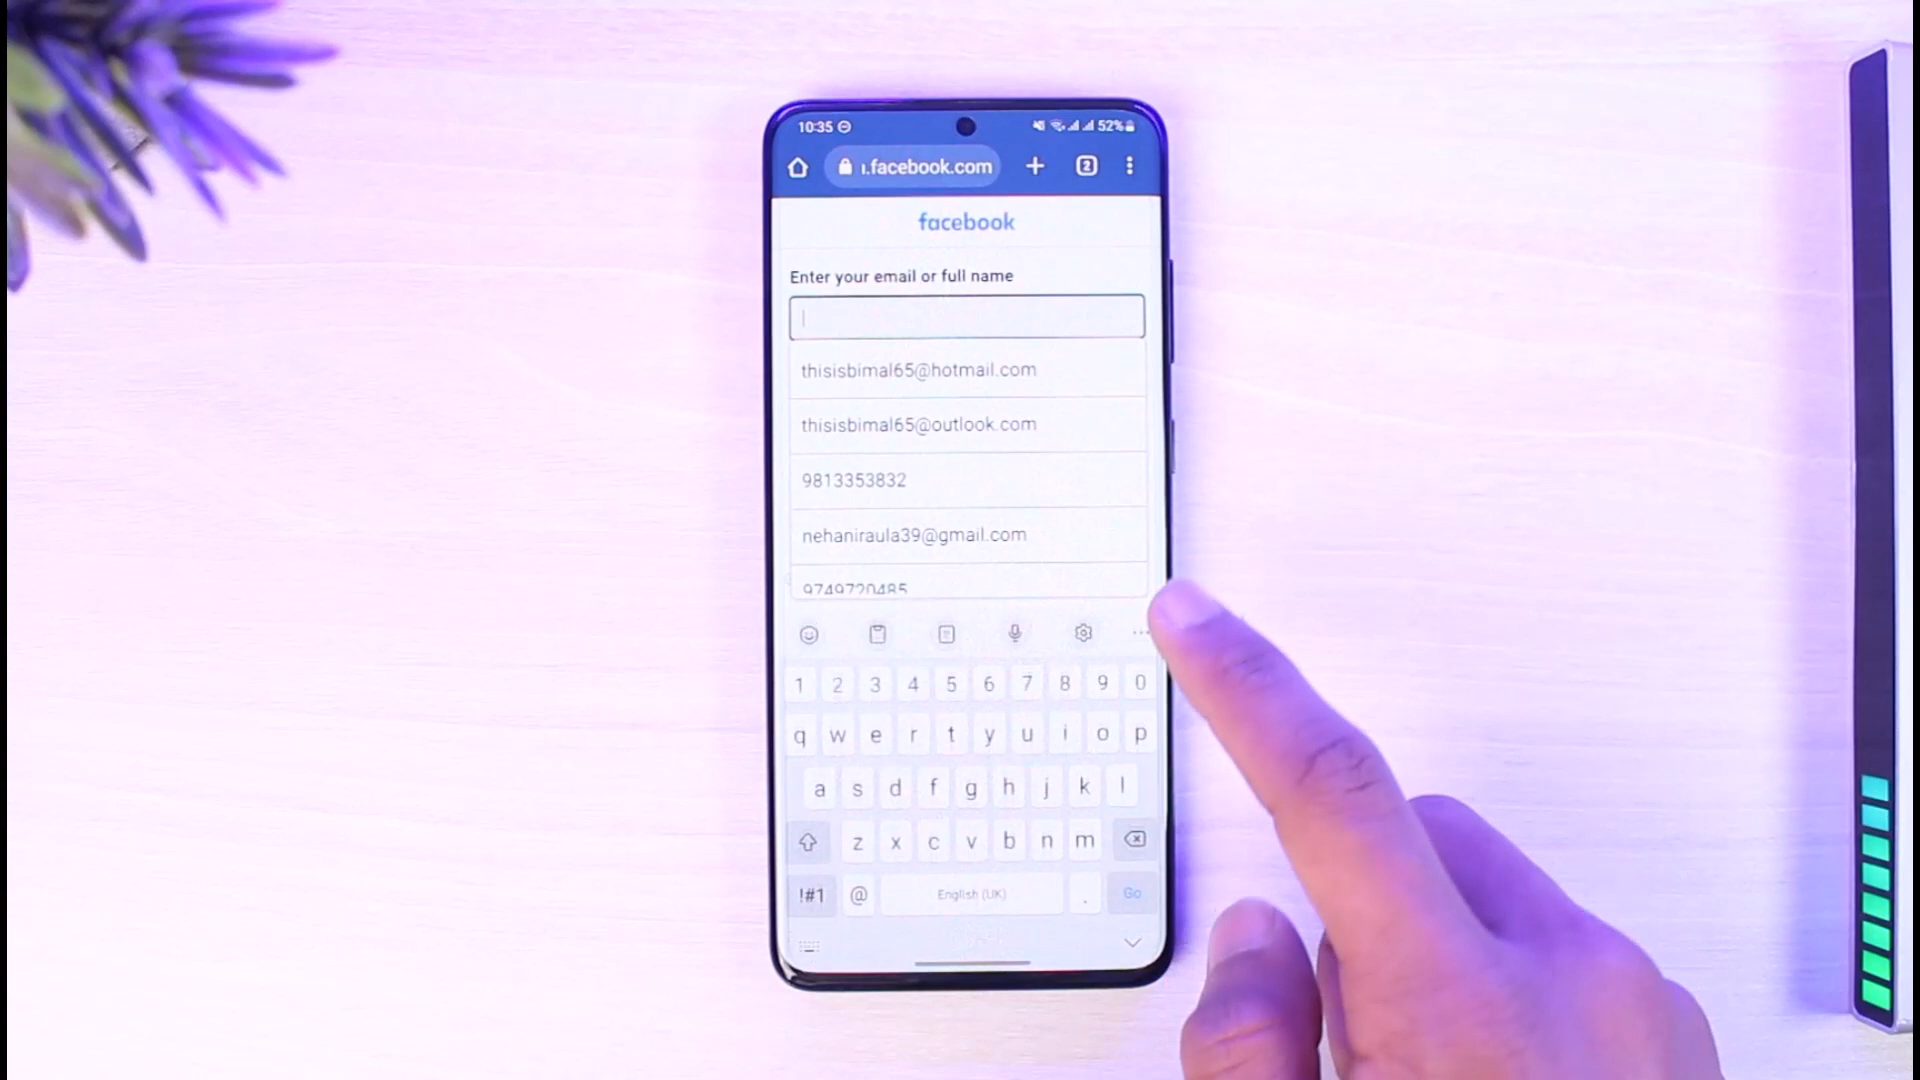 10:35 52%
ı.facebook.com 2
facebook
Enter your email or full name
thisisbimal65@hotmail.com
thisisbimal65@outlook.com
9813353832
nehaniraula39@gmail.com
9749720485
1 2 3 4 5 6 7 8 9 0
q w e r t y u i o p
a s d f g h j k l
z x c v b n m
!#1 @ English (UK) . Go